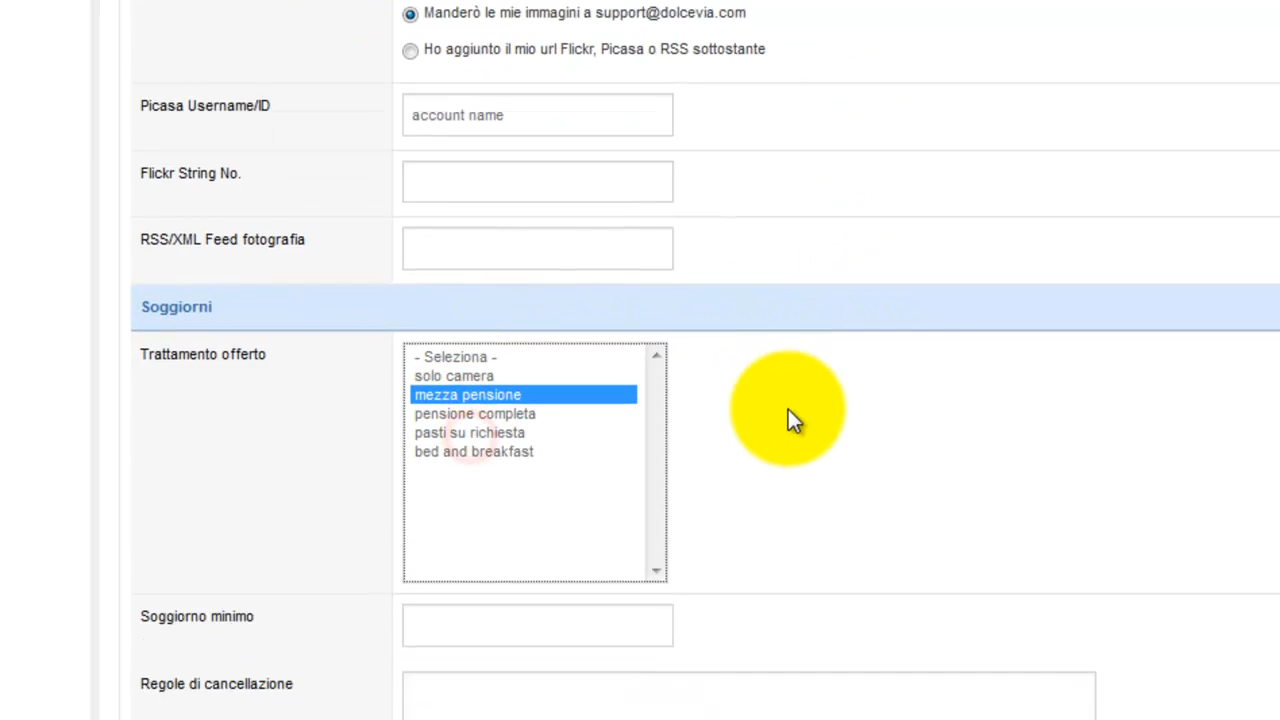 Manderò le mie immagini a support@dolcevia.com
Ho aggiunto il mio url Flickr, Picasa o RSS sottostante
Picasa Username/ID
account name
Flickr String No.
RSS/XML Feed fotografia
Soggiorni
Trattamento offerto
- Seleziona -
solo camera
mezza pensione
pensione completa
pasti su richiesta
bed and breakfast
Soggiorno minimo
Regole di cancellazione